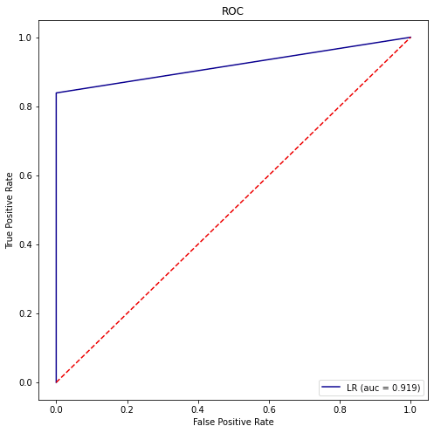 ROC
1.0
0.8
0.6
0.4
0.2
0.0
True Positive Rate
LR (auc = 0.919)
0.0 0.2 0.4 0.6 0.8 1.0
False Positive Rate